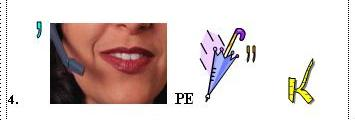 4. , PE ,, K